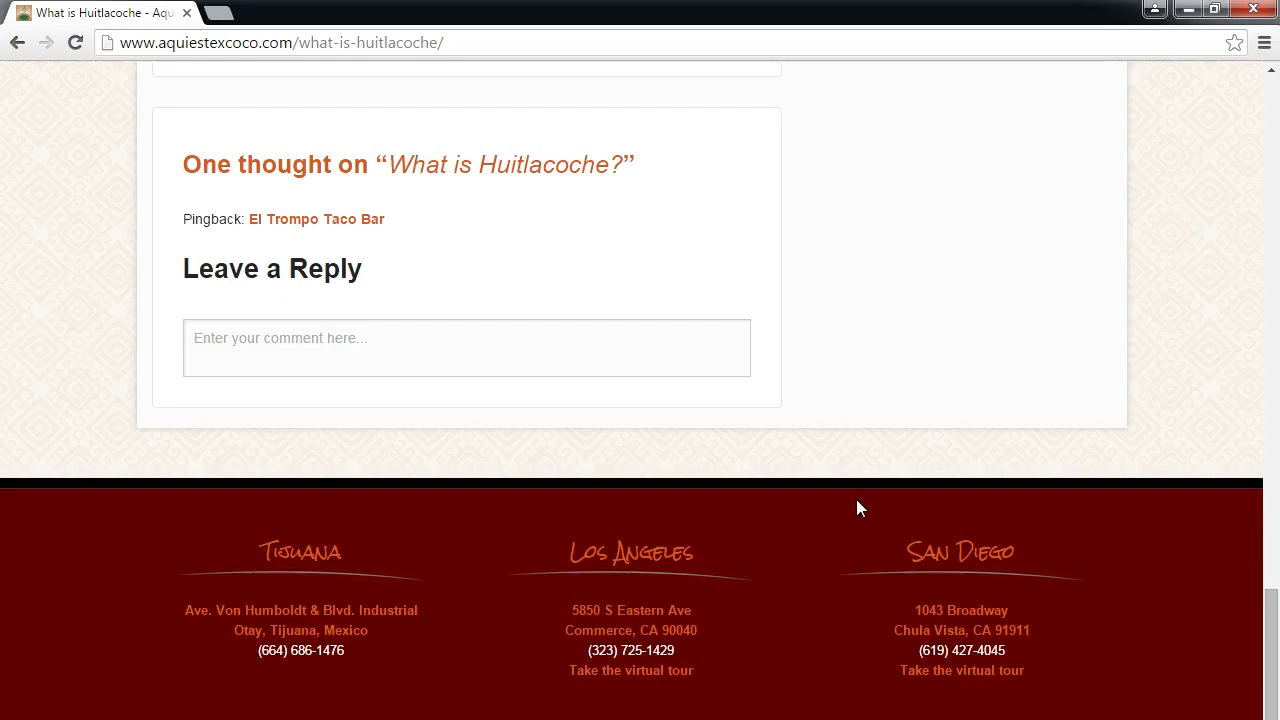 What is Huitlacoche - Aqu
www.aquiestexcoco.com/what-is-huitlacoche/
One thought on “What is Huitlacoche?”
Pingback: El Trompo Taco Bar
Leave a Reply
Enter your comment here...
Tijuana
Ave. Von Humboldt & Blvd. Industrial
Otay, Tijuana, Mexico
(664) 686-1476
Los Angeles
5850 S Eastern Ave
Commerce, CA 90040
(323) 725-1429
Take the virtual tour
San Diego
1043 Broadway
Chula Vista, CA 91911
(619) 427-4045
Take the virtual tour